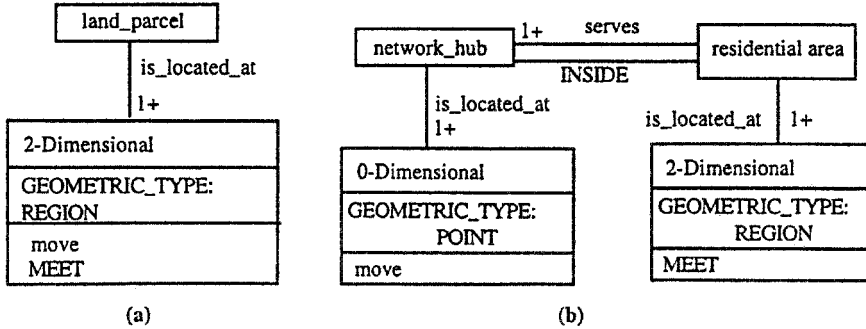 land_parcel
is_located_at
1+
2-Dimensional
GEOMETRIC_TYPE:
REGION
move
MEET
(a)
network_hub
1+
serves
INSIDE
residential area
is_located_at
1+
0-Dimensional
GEOMETRIC_TYPE:
POINT
move
is_located_at
1+
2-Dimensional
GEOMETRIC_TYPE:
REGION
MEET
(b)